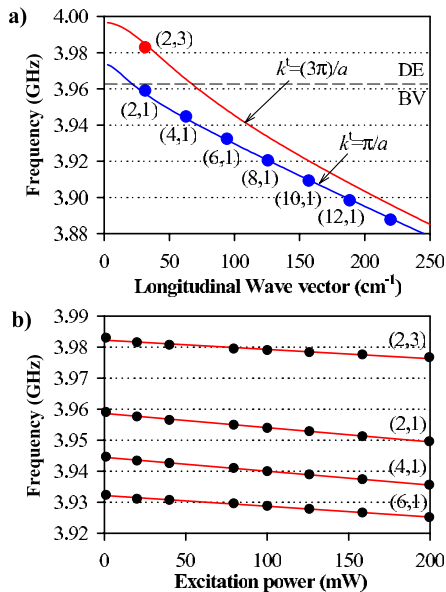 a)
4.00
3.98
3.96
3.94
3.92
3.90
3.88
Frequency (GHz)
(2,3)
(2,1)
(4,1)
(6,1)
(8,1)
(10,1)
(12,1)
kᵗ=(3π)/a
kᵗ=π/a
DE
BV
0 50 100 150 200 250
Longitudinal Wave vector (cm⁻¹)
b)
3.99
3.98
3.97
3.96
3.95
3.94
3.93
3.92
Frequency (GHz)
(2,3)
(2,1)
(4,1)
(6,1)
0 50 100 150 200
Excitation power (mW)